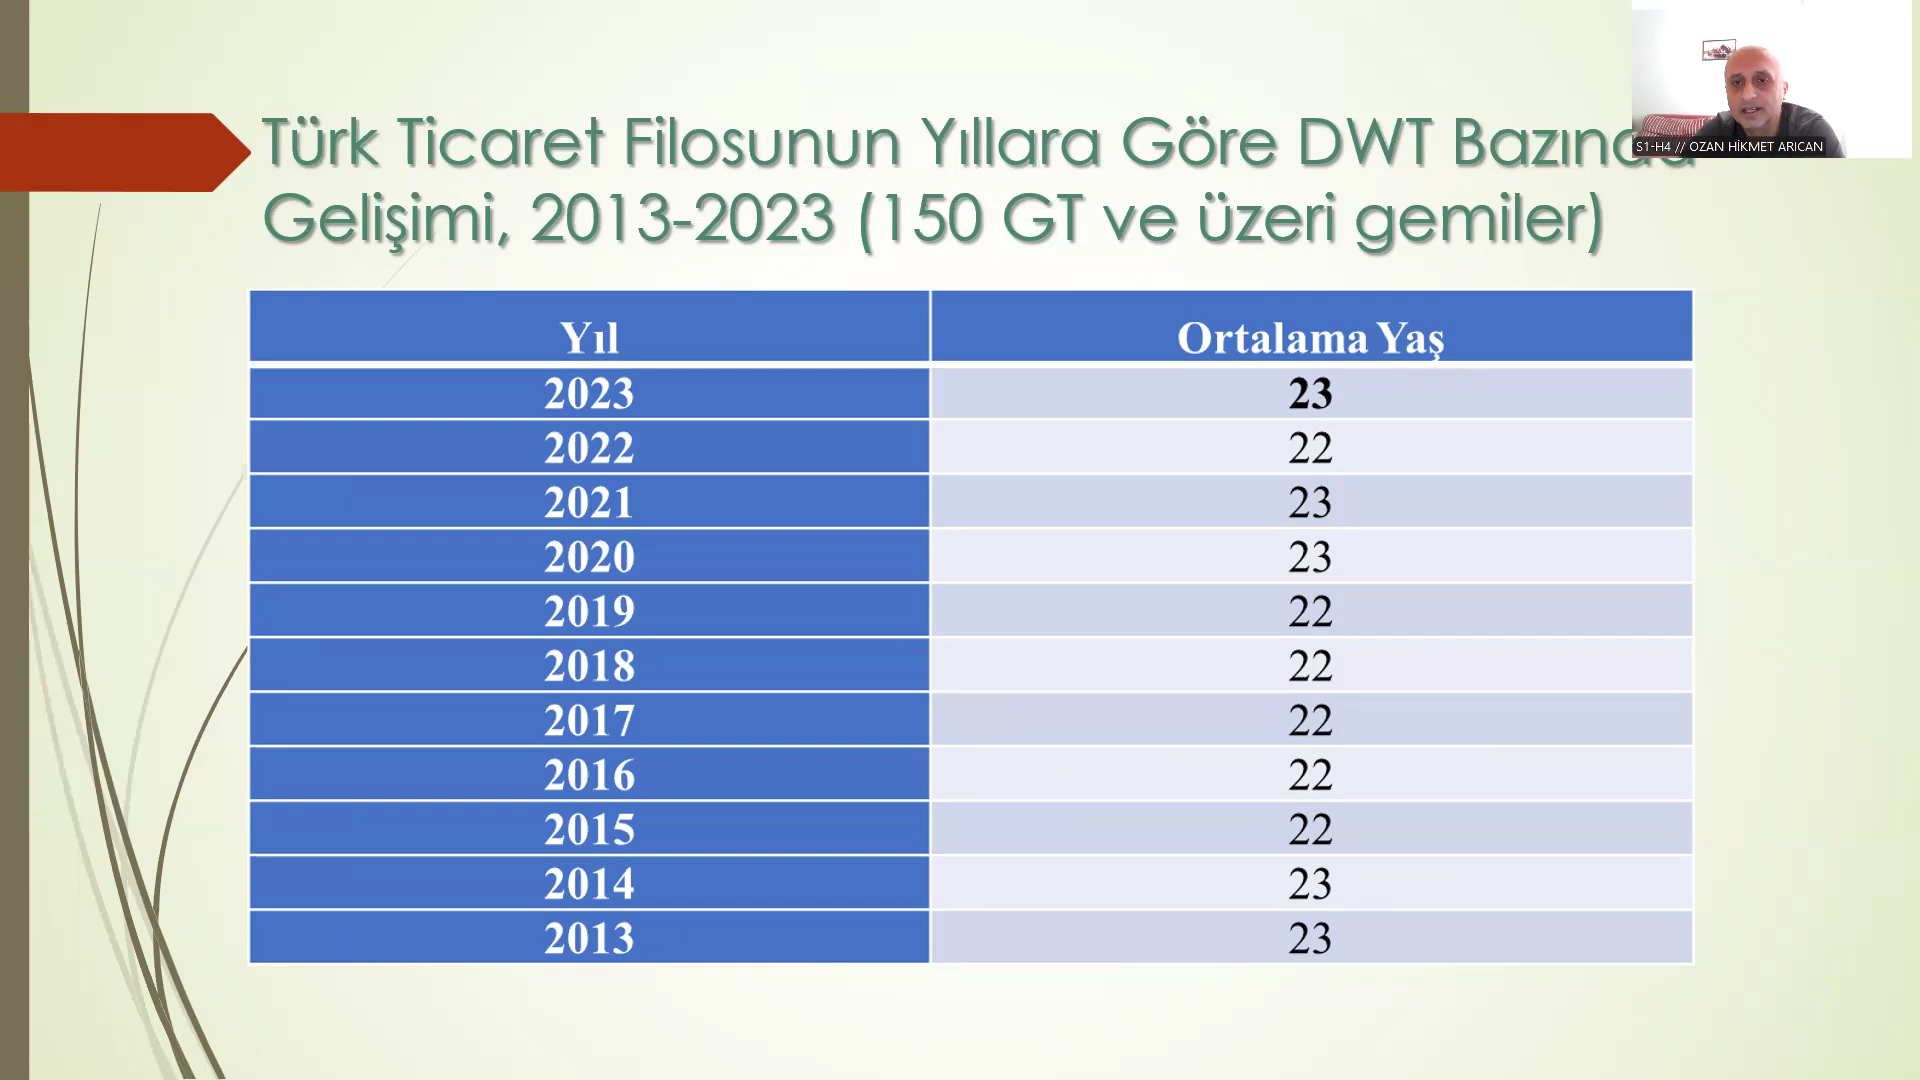 Türk Ticaret Filosunun Yıllara Göre DWT Bazında
Gelişimi, 2013-2023 (150 GT ve üzeri gemiler)
S1-H4 // OZAN HİKMET ARICAN
Yıl Ortalama Yaş
2023 23
2022 22
2021 23
2020 23
2019 22
2018 22
2017 22
2016 22
2015 22
2014 23
2013 23